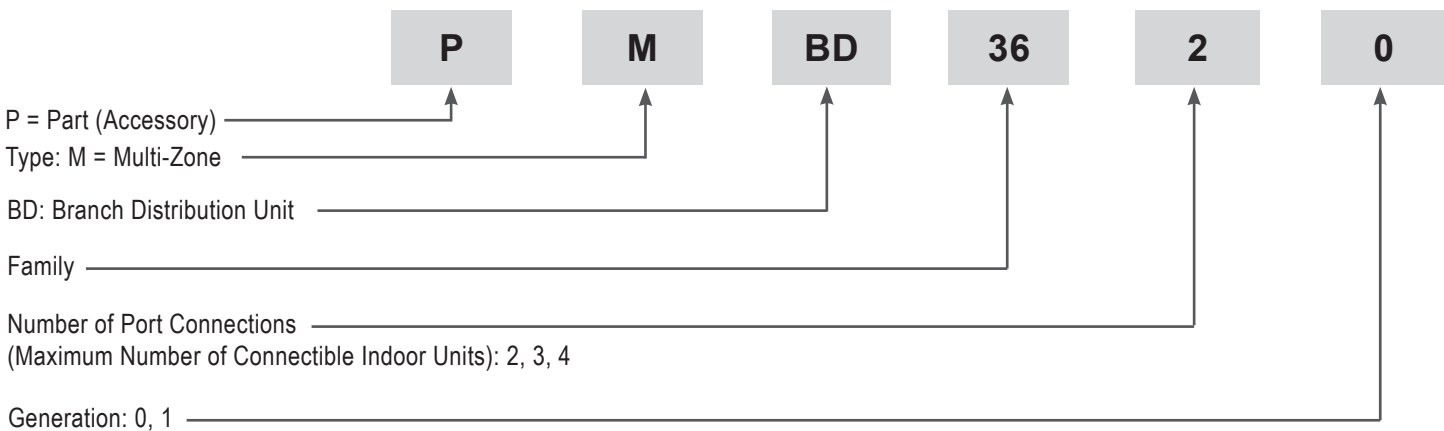 P M BD 36 2 0
P = Part (Accessory)
Type: M = Multi-Zone
BD: Branch Distribution Unit
Family
Number of Port Connections
(Maximum Number of Connectible Indoor Units): 2, 3, 4
Generation: 0, 1